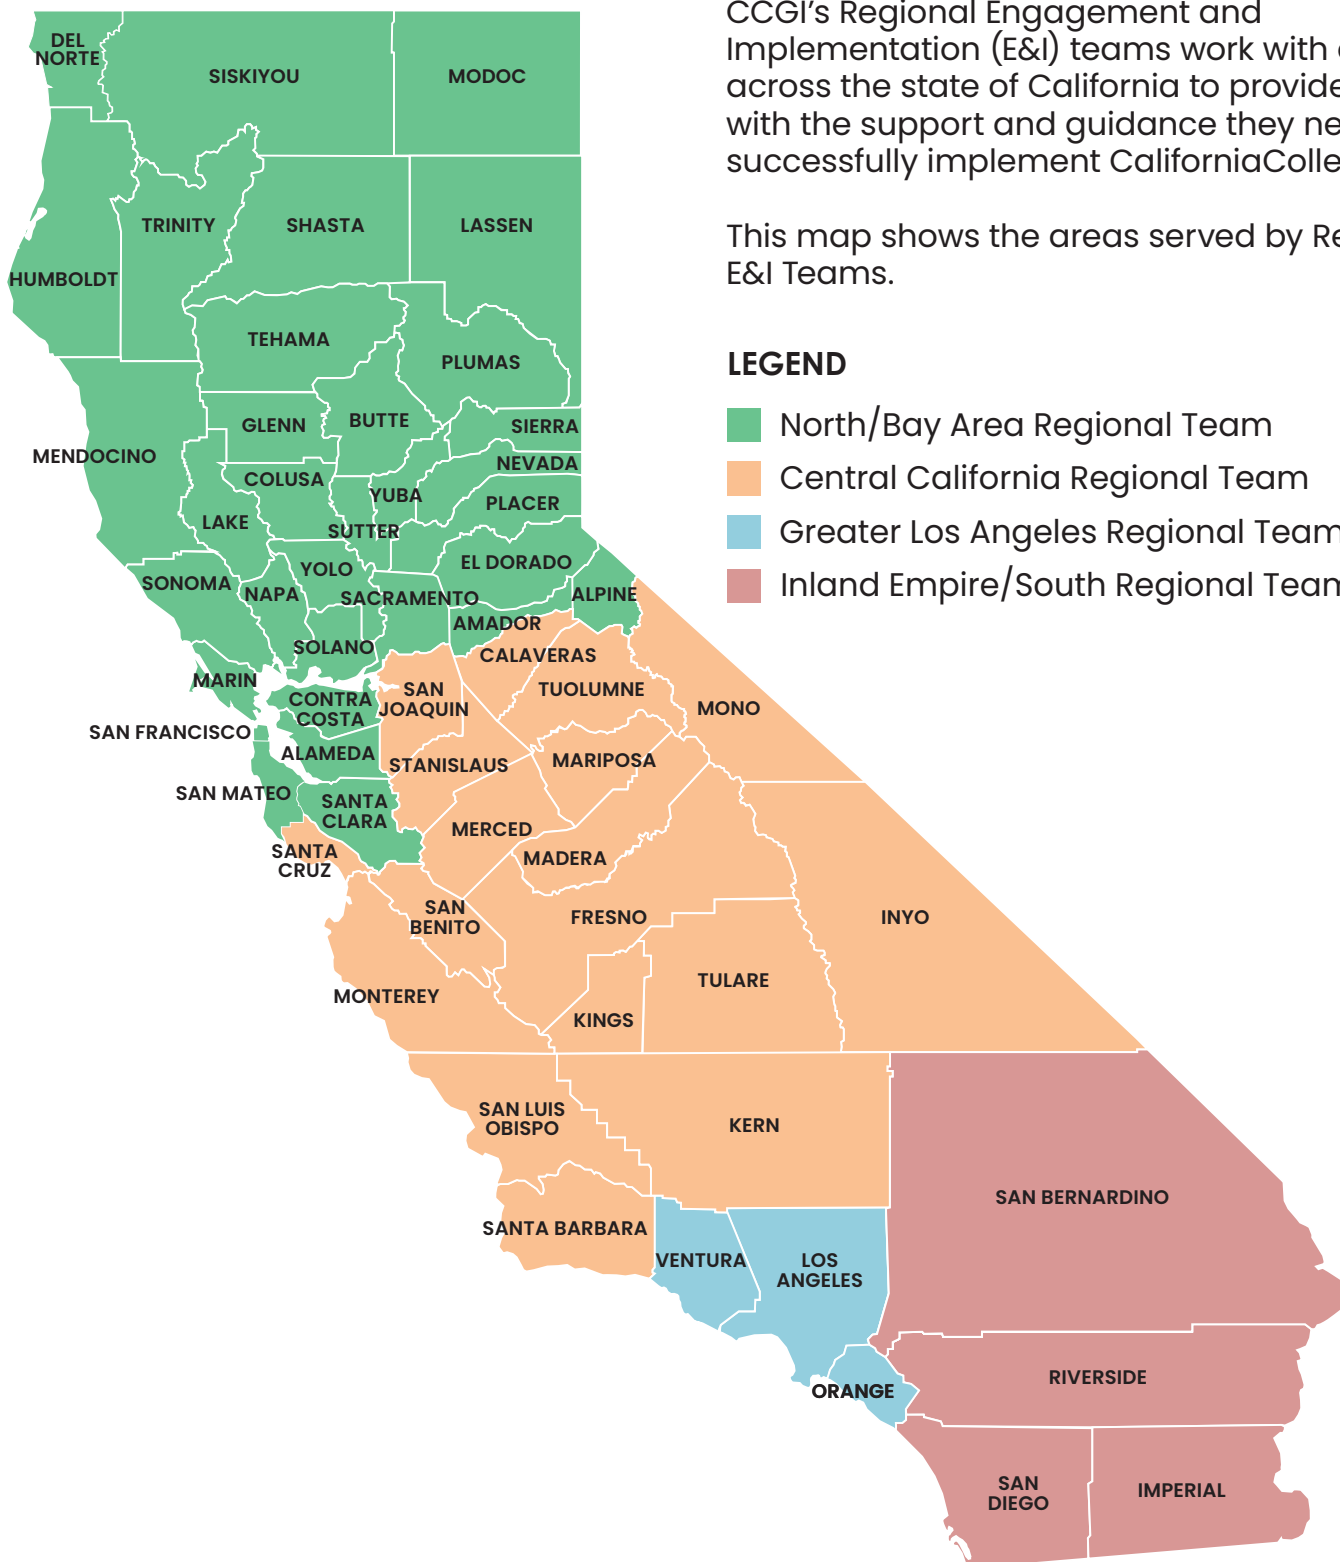 CCGI's Regional Engagement and
Implementation (E&I) teams work with
across the state of California to provide
with the support and guidance they ne
successfully implement CaliforniaColle
This map shows the areas served by Re
E&I Teams.
LEGEND
North/Bay Area Regional Team
Central California Regional Team
Greater Los Angeles Regional Team
Inland Empire/South Regional Team
DEL
NORTE
SISKIYOU
MODOC
TRINITY
SHASTA
LASSEN
HUMBOLDT
TEHAMA
PLUMAS
GLENN
BUTTE
SIERRA
MENDOCINO
NEVADA
COLUSA
YUBA
PLACER
LAKE
SUTTER
EL DORADO
YOLO
SONOMA
NAPA
SACRAMENTO
ALPINE
AMADOR
SOLANO
CALAVERAS
MARIN
TUOLUMNE
CONTRA
COSTA
SAN
JOAQUIN
MONO
SAN FRANCISCO
ALAMEDA
STANISLAUS
MARIPOSA
SAN MATEO
SANTA
CLARA
MERCED
SANTA
CRUZ
MADERA
SAN
BENITO
FRESNO
INYO
MONTEREY
TULARE
KINGS
SAN LUIS
OBISPO
KERN
SAN BERNARDINO
SANTA BARBARA
VENTURA
LOS
ANGELES
RIVERSIDE
ORANGE
SAN
DIEGO
IMPERIAL